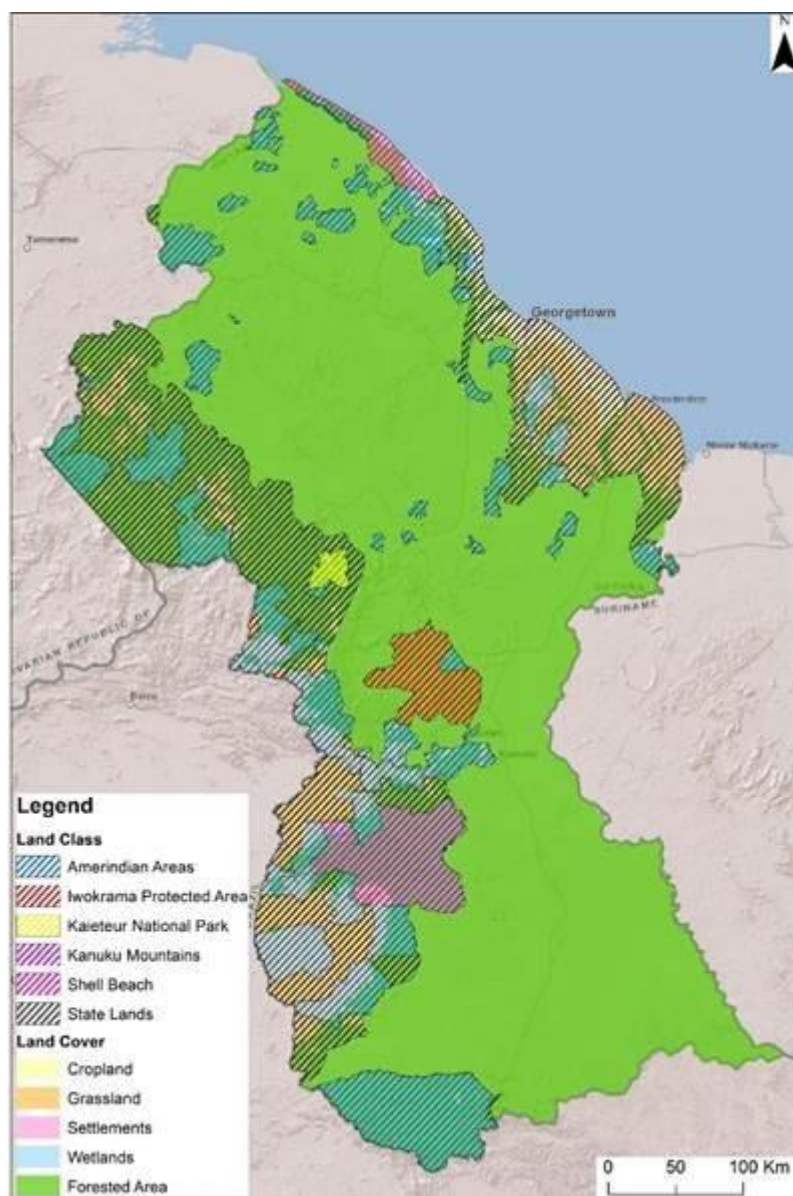 N
Georgetown
SURINAME
Legend
Land Class
Amerindian Areas
Iwokrama Protected Area
Kaieteur National Park
Kanuku Mountains
Shell Beach
State Lands
Land Cover
Cropland
Grassland
Settlements
Wetlands
Forested Area
0 50 100 Km